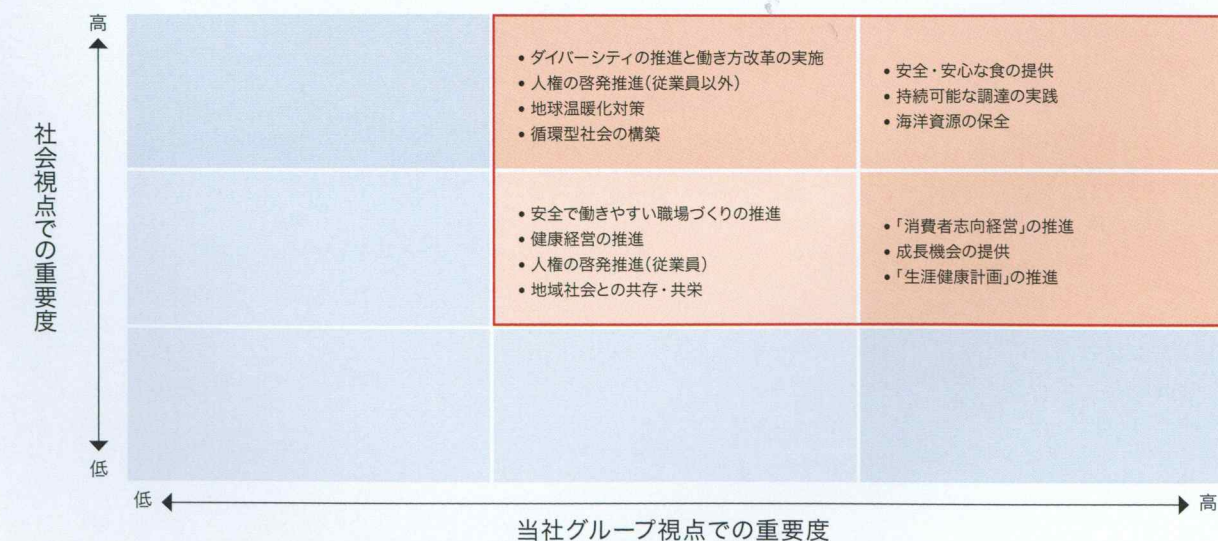 高
社会視点での重要度
• ダイバーシティの推進と働き方改革の実施
• 人権の啓発推進(従業員以外)
• 地球温暖化対策
• 循環型社会の構築
• 安全・安心な食の提供
• 持続可能な調達の実践
• 海洋資源の保全
• 安全で働きやすい職場づくりの推進
• 健康経営の推進
• 人権の啓発推進(従業員)
• 地域社会との共存・共栄
• 「消費者志向経営」の推進
• 成長機会の提供
• 「生涯健康計画」の推進
低
低
高
当社グループ視点での重要度